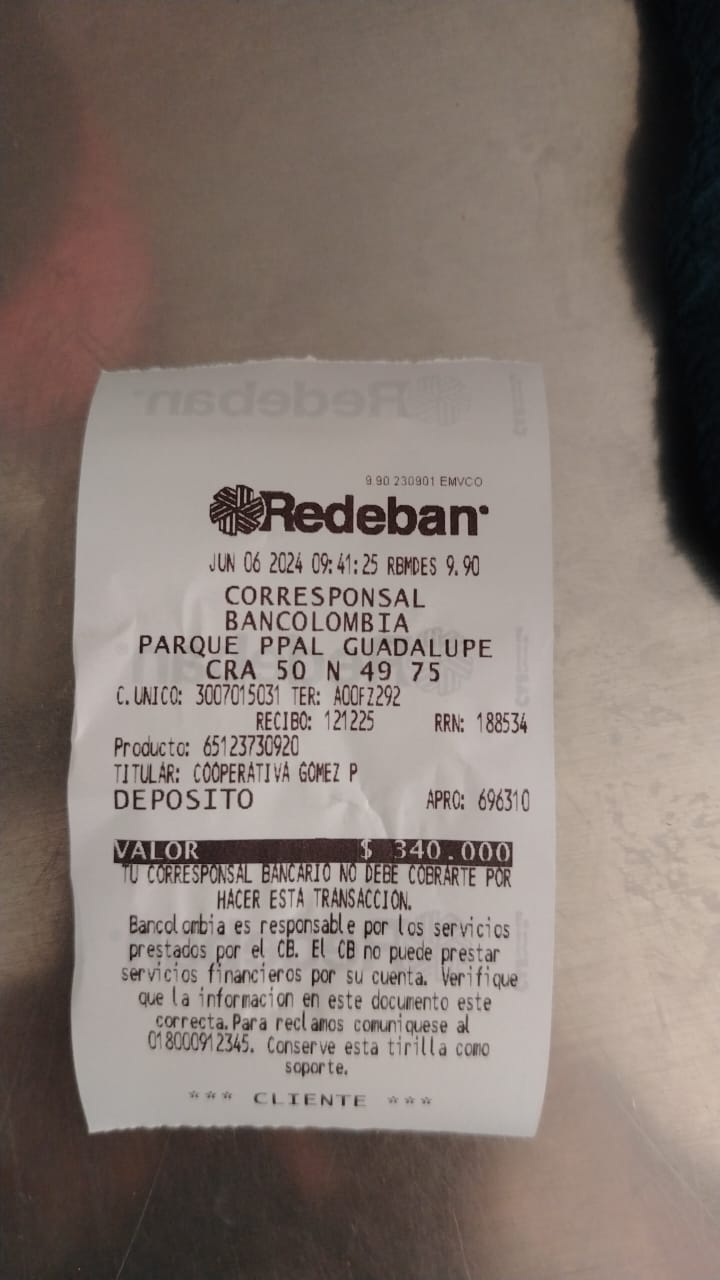 9.90 230901 EMVCO
Redeban
JUN 06 2024 09:41:25 RBMDES 9.90
CORRESPONSAL
BANCOLOMBIA
PARQUE PPAL GUADALUPE
CRA 50 N 49 75
C.UNICO: 3007015031 TER: A00FZ292
RECIBO: 121225 RRN: 188534
Producto: 65123730920
TITULAR: COOPERATIVA GOMEZ P
DEPOSITO APRO: 696310
VALOR $ 340.000
TU CORRESPONSAL BANCARIO NO DEBE COBRARTE POR
HACER ESTA TRANSACCION.
Bancolombia es responsable por los servicios
prestados por el CB. El CB no puede prestar
servicios financieros por su cuenta. Verifique
que la informacion en este documento este
correcta.Para reclamos comuniquese al
018000912345. Conserve esta tirilla como
soporte.
*** CLIENTE ***